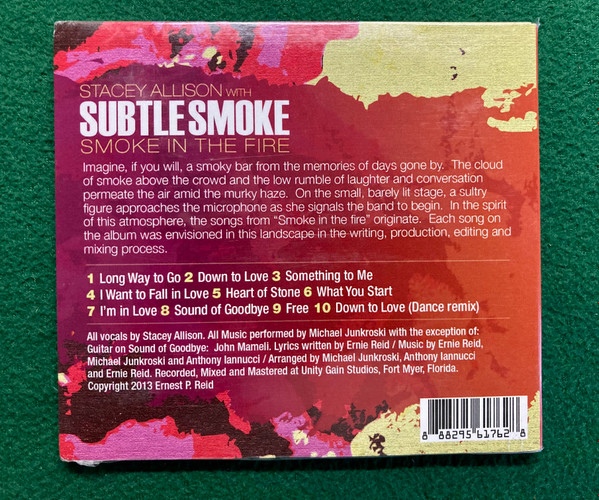 STACEY ALLISON WITH
SUBTLE SMOKE
SMOKE IN THE FIRE
Imagine, if you will, a smoky bar from the memories of days gone by. The cloud
of smoke above the crowd and the low rumble of laughter and conversation
permeate the air amid the murky haze. On the small, barely lit stage, a sultry
figure approaches the microphone as she signals the band to begin. In the spirit
of this atmosphere, the songs from "Smoke in the fire" originate. Each song on
the album was envisioned in this landscape in the writing, production, editing and
mixing process.
1 Long Way to Go 2 Down to Love 3 Something to Me
4 I Want to Fall in Love 5 Heart of Stone 6 What You Start
7 I'm in Love 8 Sound of Goodbye 9 Free 10 Down to Love (Dance remix)
All vocals by Stacey Allison. All Music performed by Michael Junkroski with the exception of:
Guitar on Sound of Goodbye: John Mameli. Lyrics written by Ernie Reid / Music by Ernie Reid,
Michael Junkroski and Anthony Iannucci / Arranged by Michael Junkroski, Anthony Iannucci
and Ernie Reid. Recorded, Mixed and Mastered at Unity Gain Studios, Fort Myer, Florida.
Copyright 2013 Ernest P. Reid
8 88295 61762 8